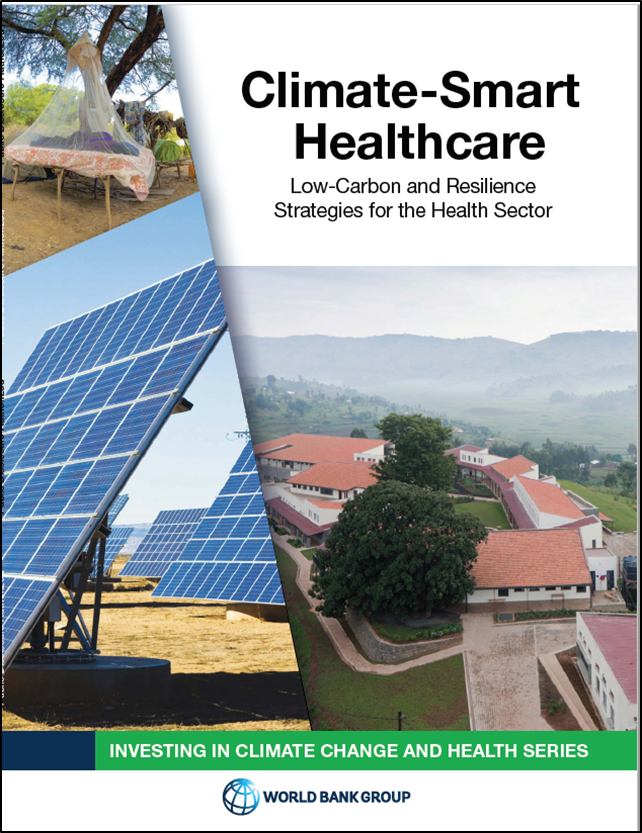 Climate-Smart
Healthcare
Low-Carbon and Resilience
Strategies for the Health Sector
INVESTING IN CLIMATE CHANGE AND HEALTH SERIES
WORLD BANK GROUP